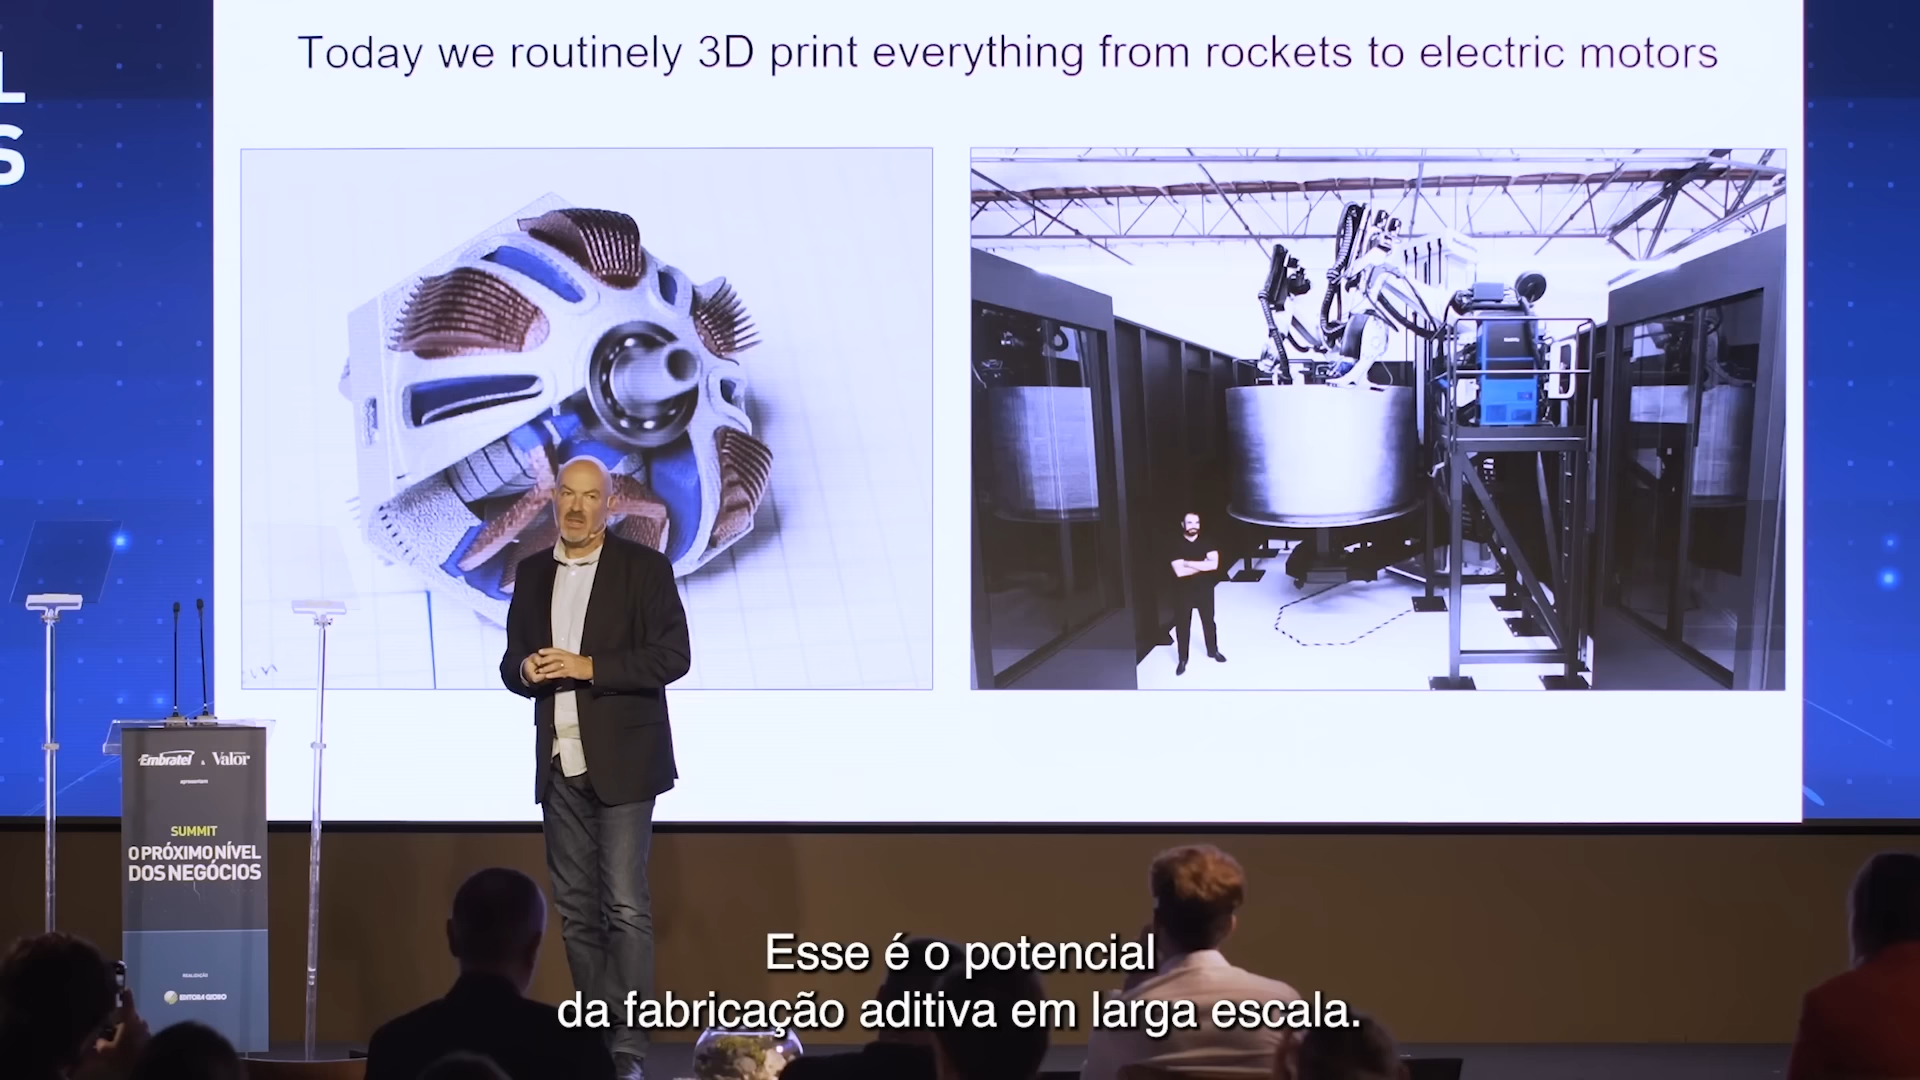 L
S
Today we routinely 3D print everything from rockets to electric motors
Embratel & Valor
apresentam
SUMMIT
O PRÓXIMO NÍVEL
DOS NEGÓCIOS
REALIZAÇÃO
EDITORA GLOBO
Esse é o potencial
da fabricação aditiva em larga escala.